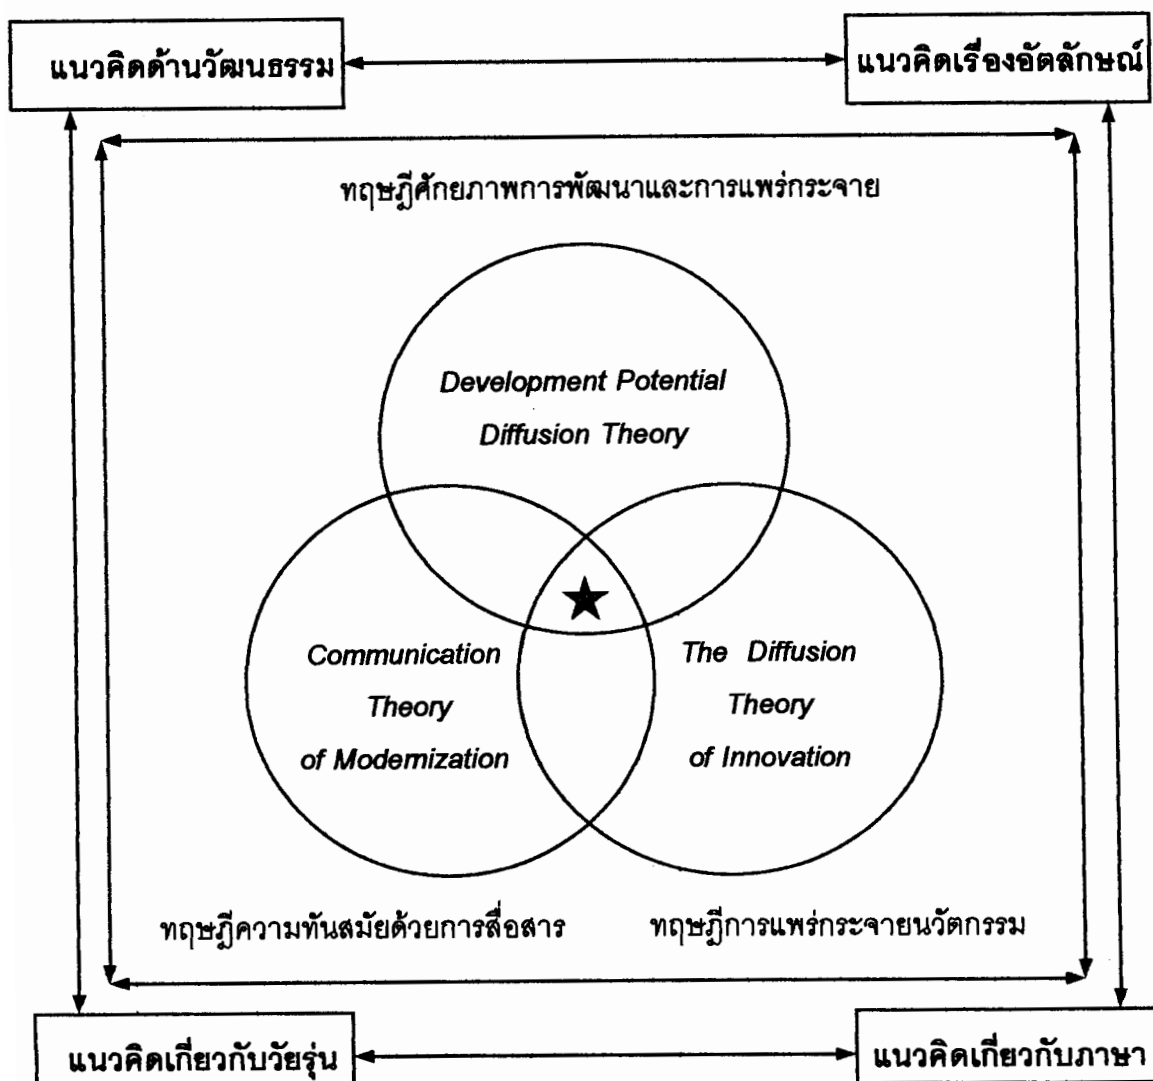 แนวคิดด้านวัฒนธรรม
แนวคิดเรื่องอัตลักษณ์
ทฤษฎีศักยภาพการพัฒนาและการแพร่กระจาย
Development Potential
Diffusion Theory
Communication
Theory
of Modernization
The Diffusion
Theory
of Innovation
ทฤษฎีความทันสมัยด้วยการสื่อสาร
ทฤษฎีการแพร่กระจายนวัตกรรม
แนวคิดเกี่ยวกับวัยรุ่น
แนวคิดเกี่ยวกับภาษา